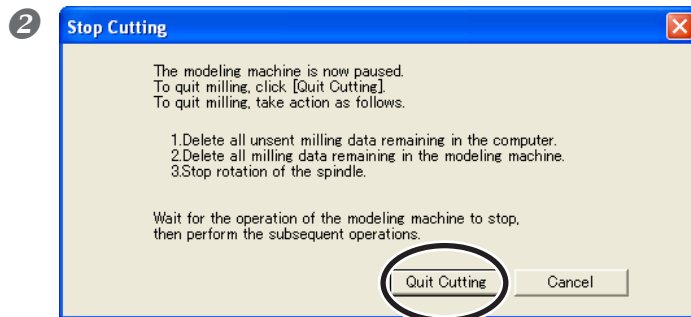 2
Stop Cutting
The modeling machine is now paused.
To quit milling, click [Quit Cutting].
To quit milling, take action as follows.
1.Delete all unsent milling data remaining in the computer.
2.Delete all milling data remaining in the modeling machine.
3.Stop rotation of the spindle.
Wait for the operation of the modeling machine to stop,
then perform the subsequent operations.
Quit Cutting Cancel